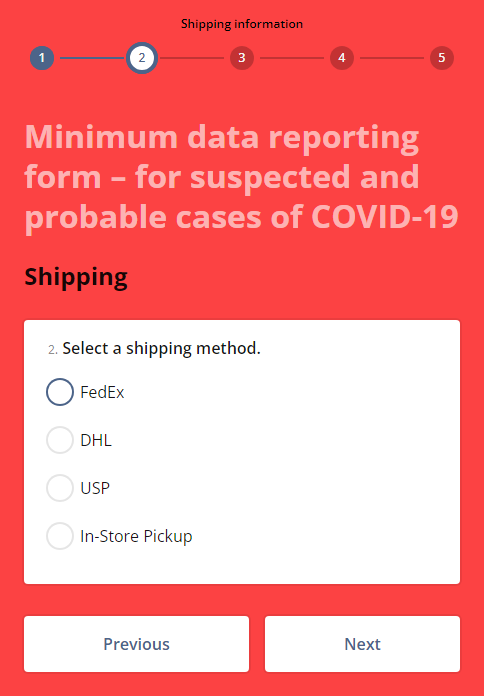 Shipping information
1 2 3 4 5
Minimum data reporting
form – for suspected and
probable cases of COVID-19
Shipping
2. Select a shipping method.
FedEx
DHL
USP
In-Store Pickup
Previous Next